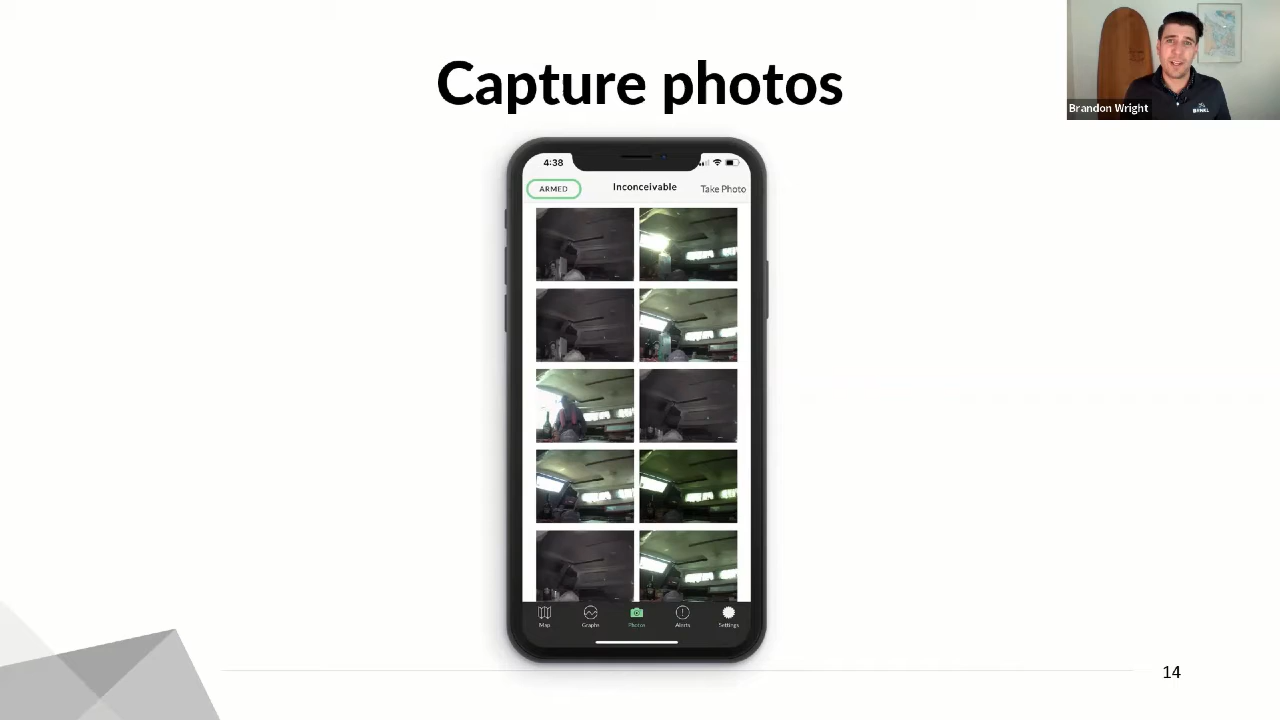 Capture photos
Brandon Wright
4:38
ARMED
Inconceivable
Take Photo
Map
Graphs
Photos
Alerts
Settings
14